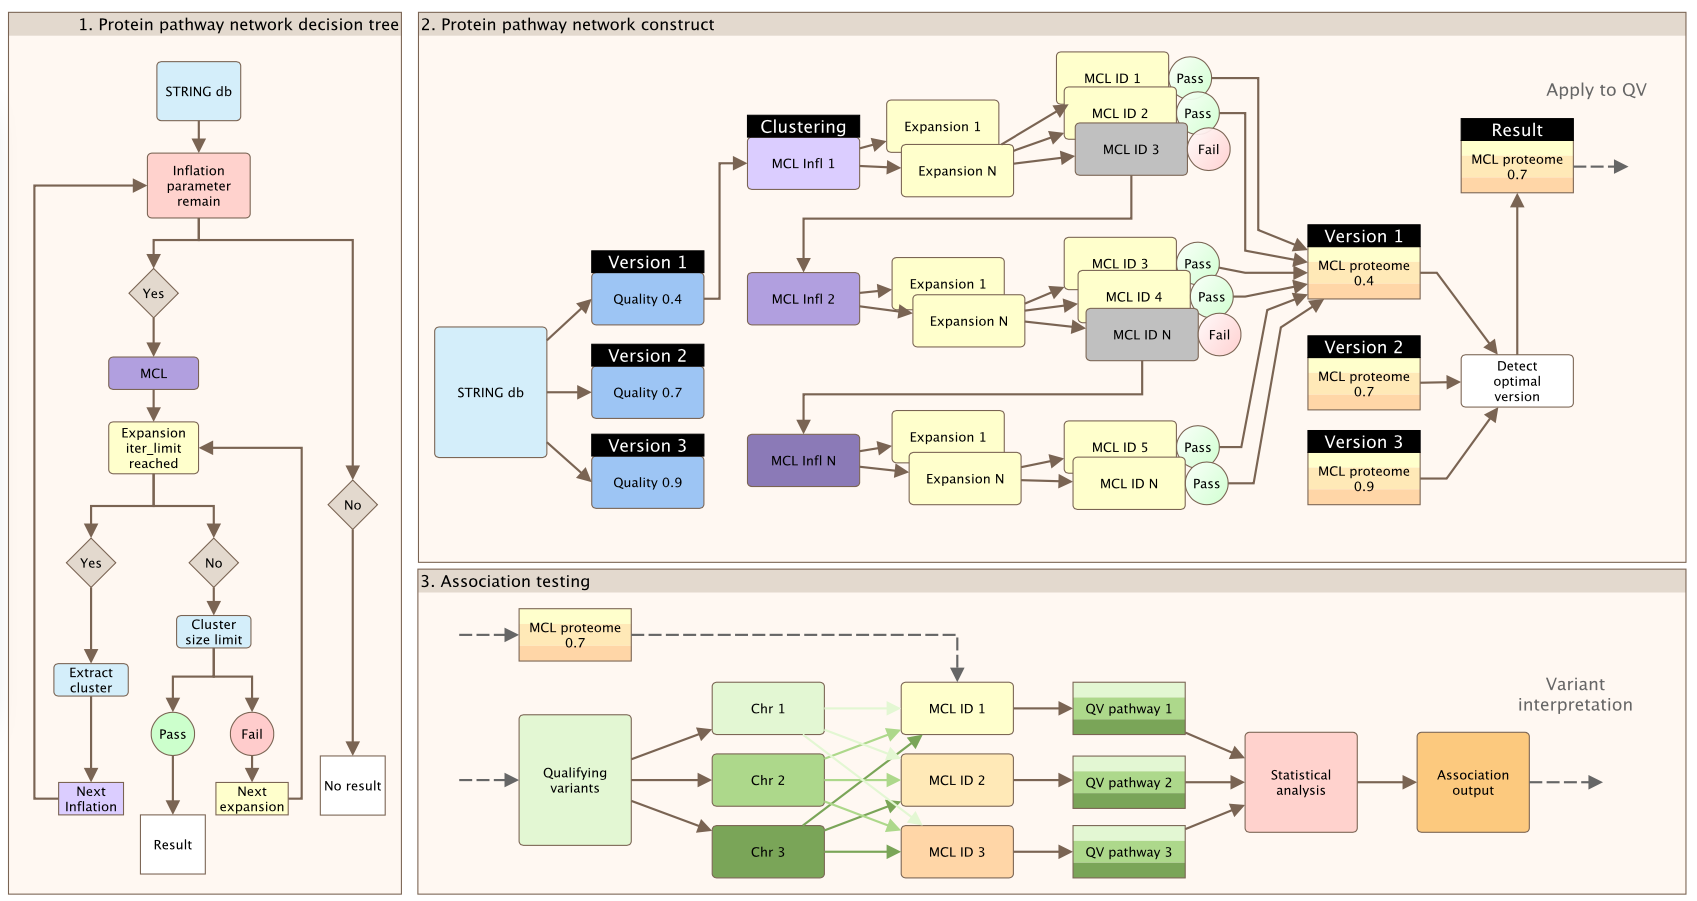 1. Protein pathway network decision tree
STRING db
Inflation
parameter
remain
Yes
MCL
Expansion
iter_limit
reached
No
Yes
No
Cluster
size limit
Extract
cluster
Pass
Fail
Next
Inflation
Next
expansion
No result
Result
2. Protein pathway network construct
STRING db
Version 1
Quality 0.4
Version 2
Quality 0.7
Version 3
Quality 0.9
Clustering
MCL Infl 1
Expansion 1
Expansion N
MCL ID 1
Pass
MCL ID 2
Pass
MCL ID 3
Fail
MCL Infl 2
Expansion 1
Expansion N
MCL ID 3
Pass
MCL ID 4
Pass
MCL ID N
Fail
MCL Infl N
Expansion 1
Expansion N
MCL ID 5
Pass
MCL ID N
Pass
Version 1
MCL proteome
0.4
Version 2
MCL proteome
0.7
Version 3
MCL proteome
0.9
Detect
optimal
version
Result
MCL proteome
0.7
Apply to QV
3. Association testing
MCL proteome
0.7
Qualifying
variants
Chr 1
Chr 2
Chr 3
MCL ID 1
MCL ID 2
MCL ID 3
QV pathway 1
QV pathway 2
QV pathway 3
Statistical
analysis
Association
output
Variant
interpretation